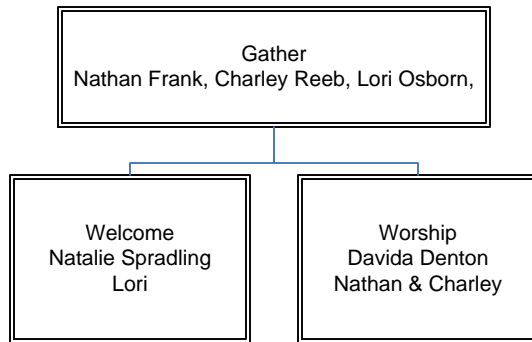 Gather
Nathan Frank, Charley Reeb, Lori Osborn,
Welcome
Natalie Spradling
Lori
Worship
Davida Denton
Nathan & Charley